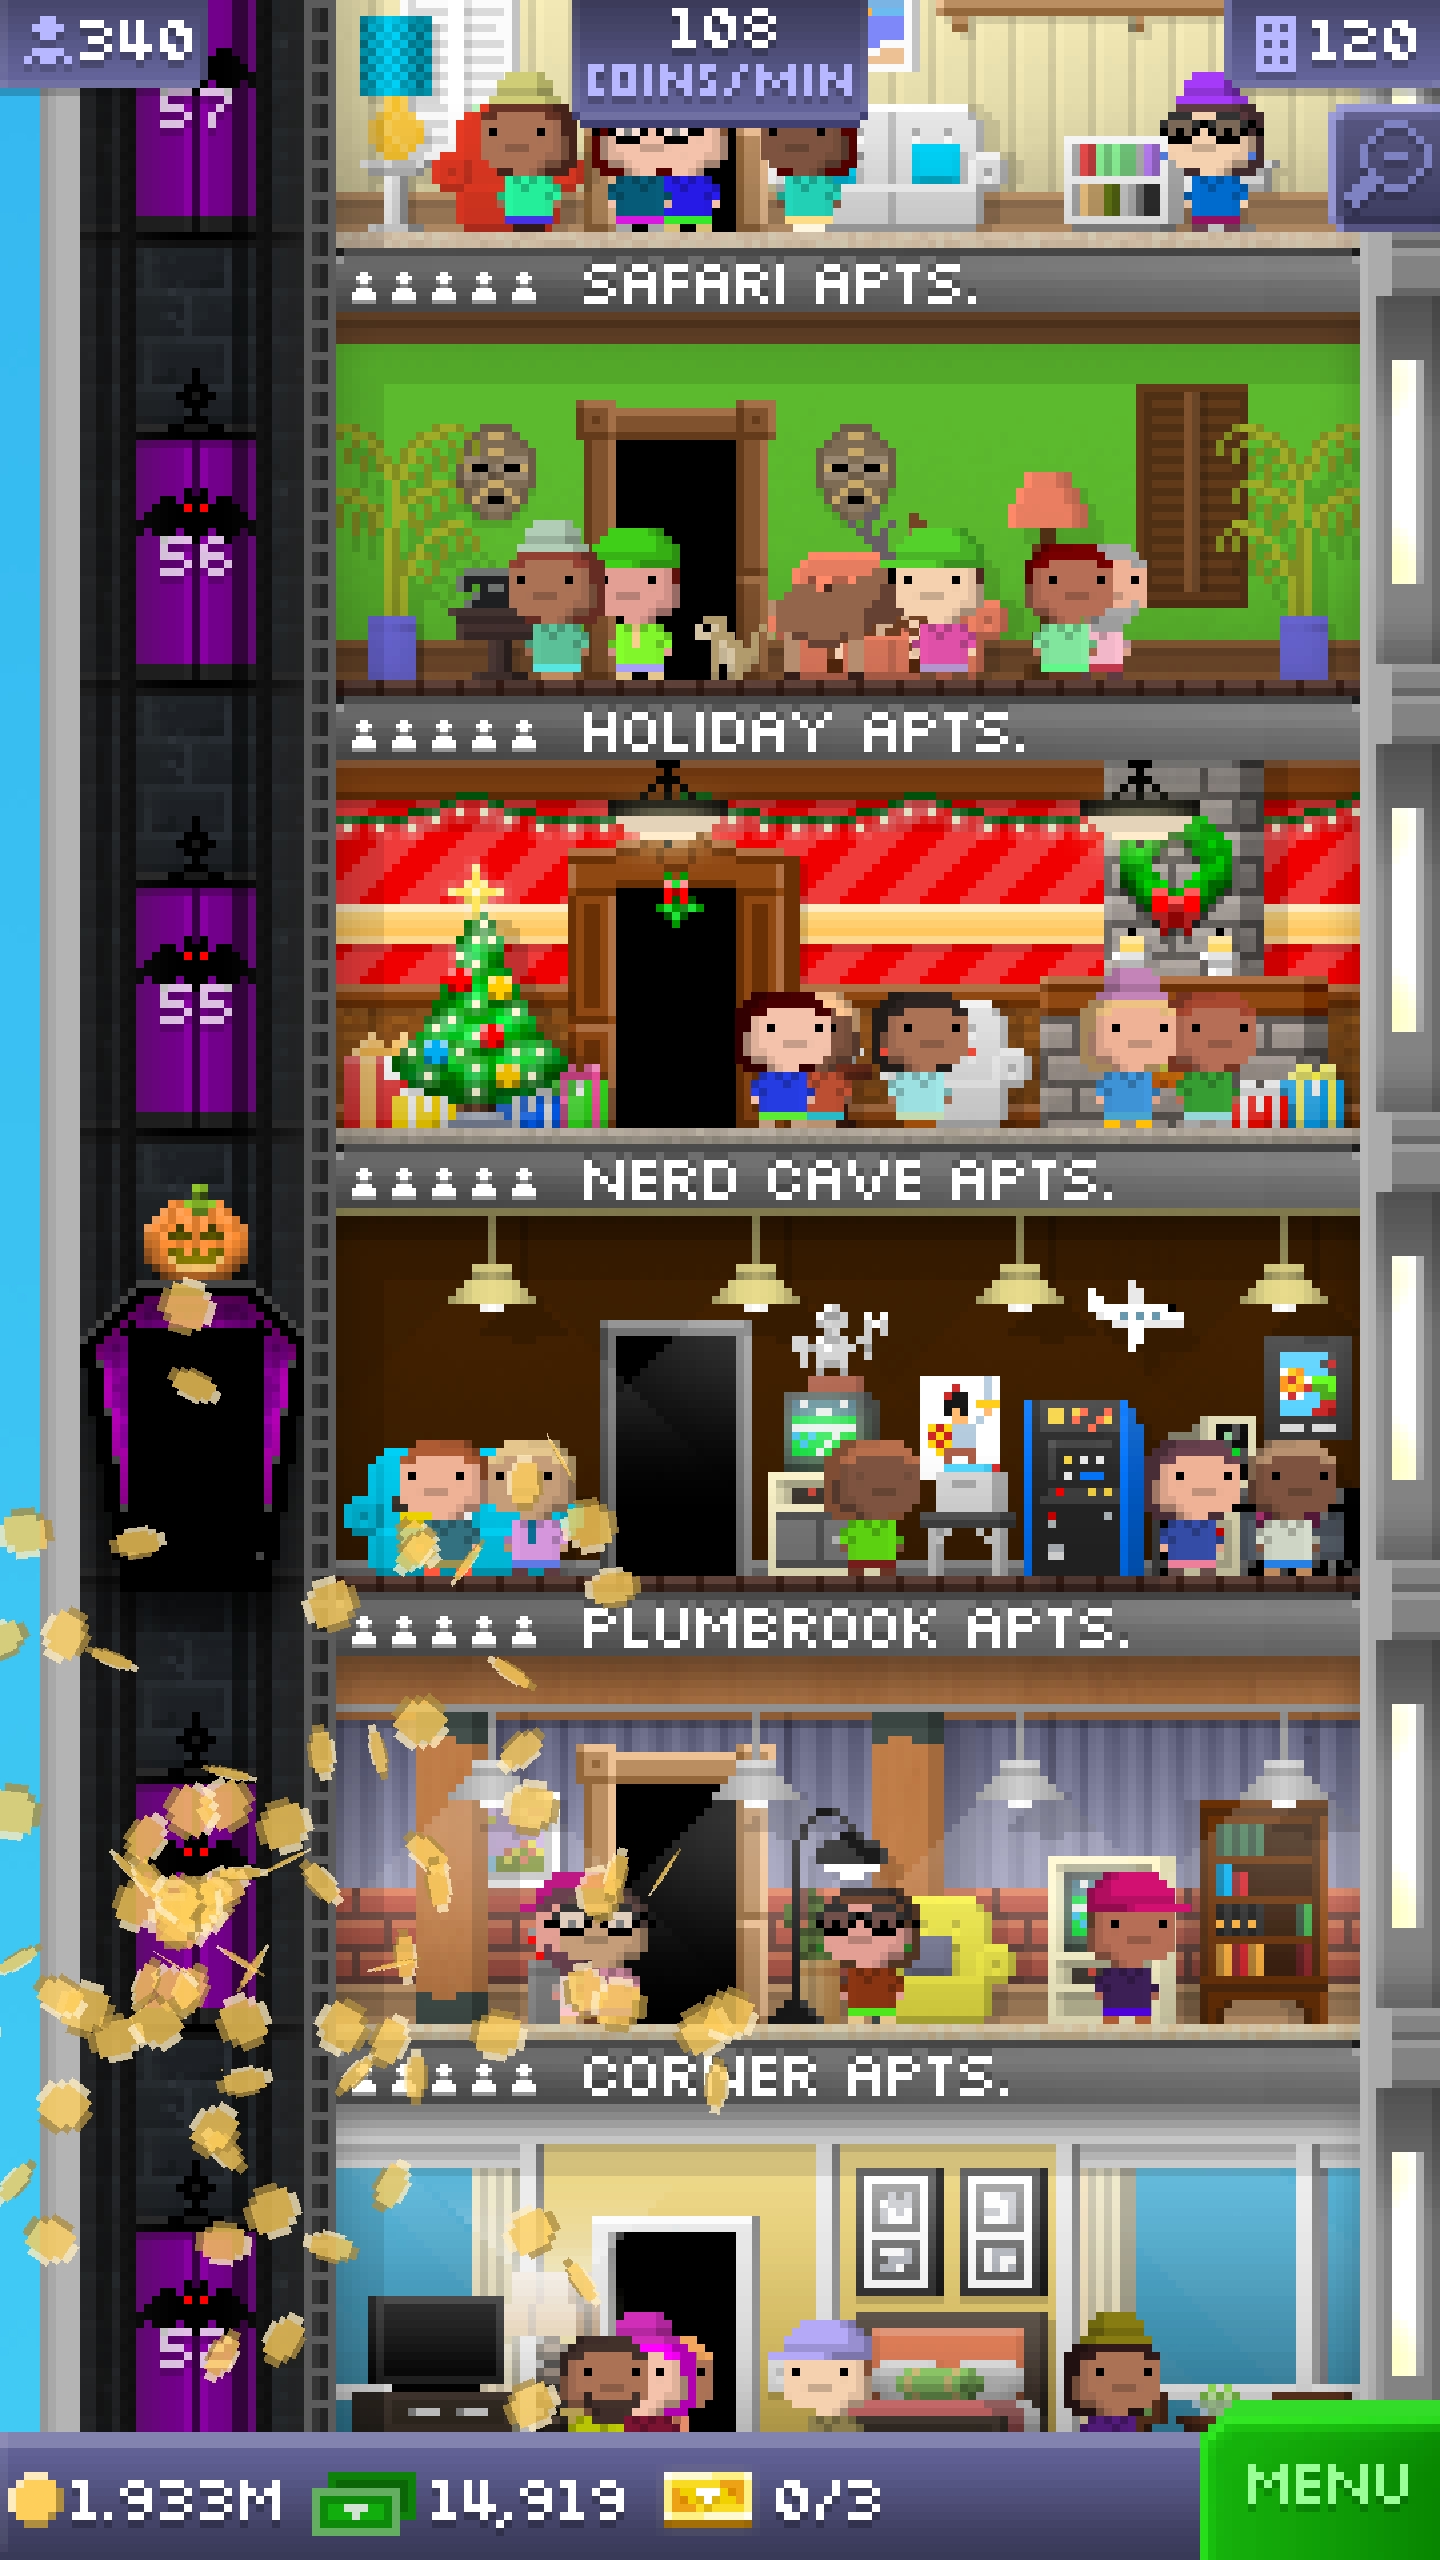 340
108
COINS/MIN
120
57
SAFARI APTS.
56
HOLIDAY APTS.
55
NERD CAVE APTS.
PLUMBROOK APTS.
CORNER APTS.
1.933M
14,919
0/3
MENU